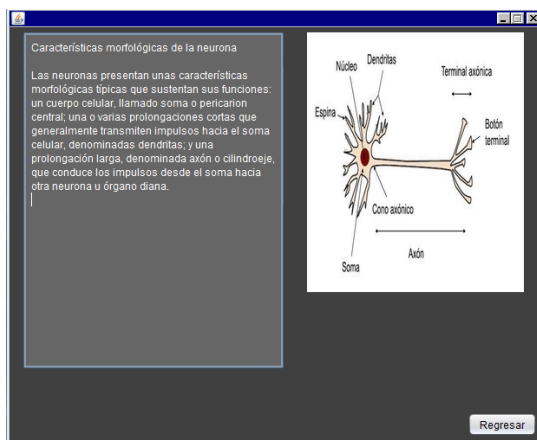 Características morfológicas de la neurona
Las neuronas presentan unas características
morfológicas típicas que sustentan sus funciones:
un cuerpo celular, llamado soma o pericarion
central; una o varias prolongaciones cortas que
generalmente transmiten impulsos hacia el soma
celular, denominadas dendritas; y una
prolongación larga, denominada axón o cilindroeje,
que conduce los impulsos desde el soma hacia
otra neurona u órgano diana.
Núcleo
Dendritas
Terminal axónica
Espina
Botón
terminal
Cono axónico
Axón
Soma
Regresar